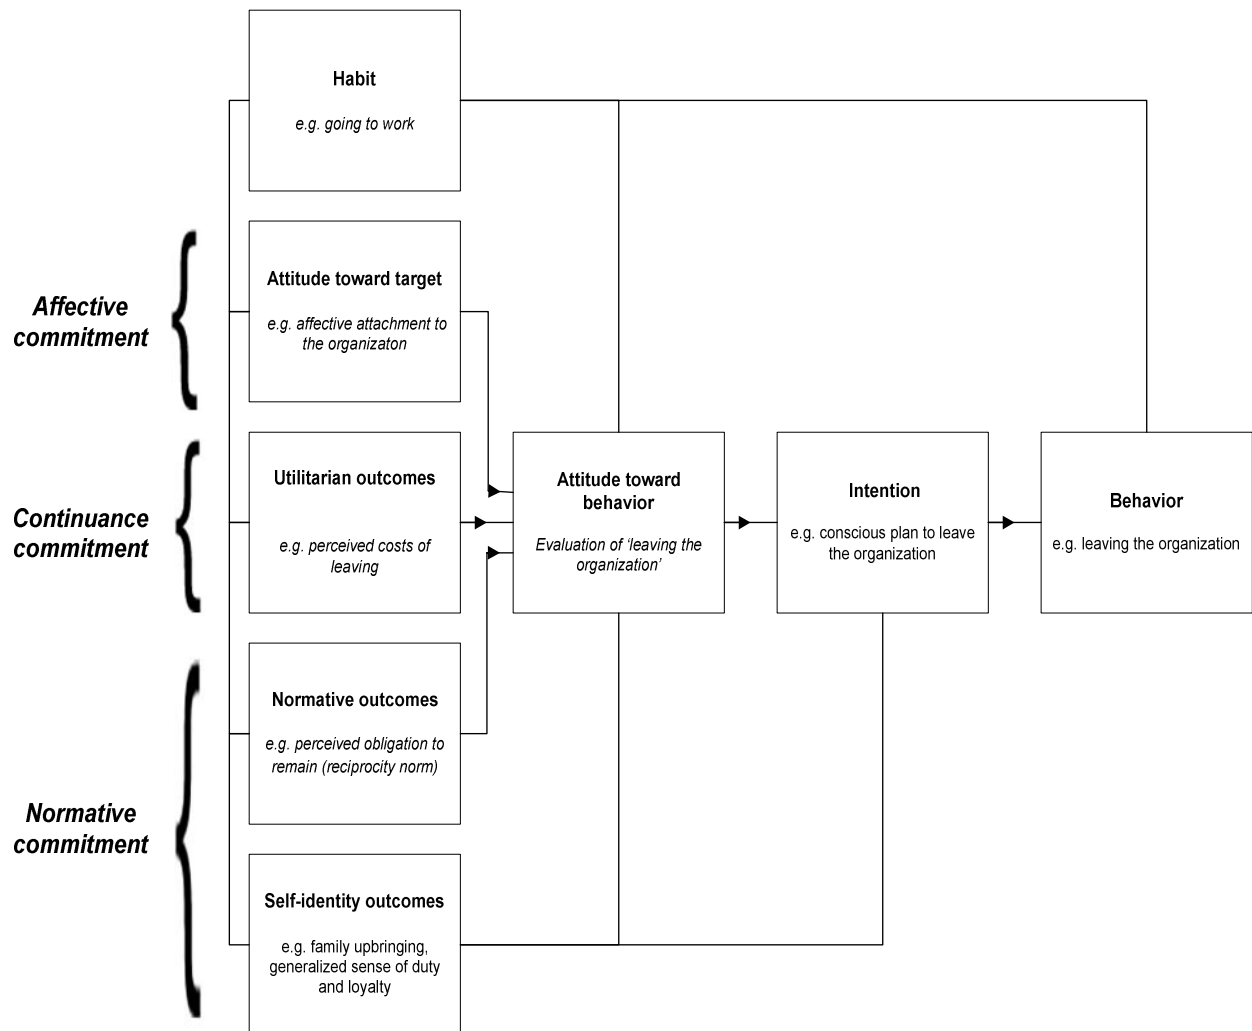 Habit
e.g. going to work
Affective
commitment
Attitude toward target
e.g. affective attachment to
the organizaton
Continuance
commitment
Utilitarian outcomes
e.g. perceived costs of
leaving
Attitude toward
behavior
Evaluation of ‘leaving the
organization’
Intention
e.g. conscious plan to leave
the organization
Behavior
e.g. leaving the organization
Normative
commitment
Normative outcomes
e.g. perceived obligation to
remain (reciprocity norm)
Self-identity outcomes
e.g. family upbringing,
generalized sense of duty
and loyalty